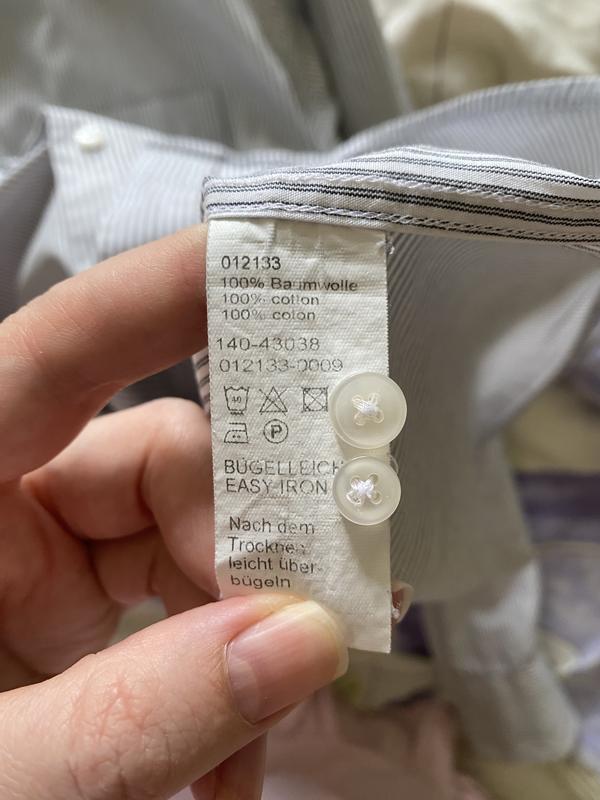 012133
100% Baumwolle
100% cotton
100% coton
140-43038
012133-0009
P
BÜGELLEICH
EASY-IRON
Nach dem
Trocknen
leicht über-
bügeln